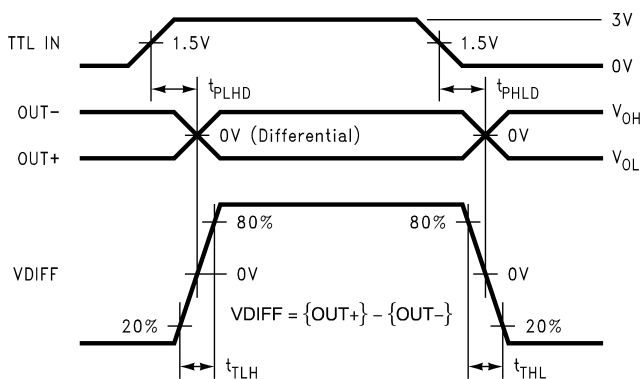 3V
TTL IN 1.5V 1.5V
0V
tPLHD tPHLD
OUT- VOH
0V (Differential) 0V
OUT+ VOL
80% 80%
VDIFF 0V 0V
VDIFF = {OUT+} - {OUT-}
20% 20%
tTLH tTHL